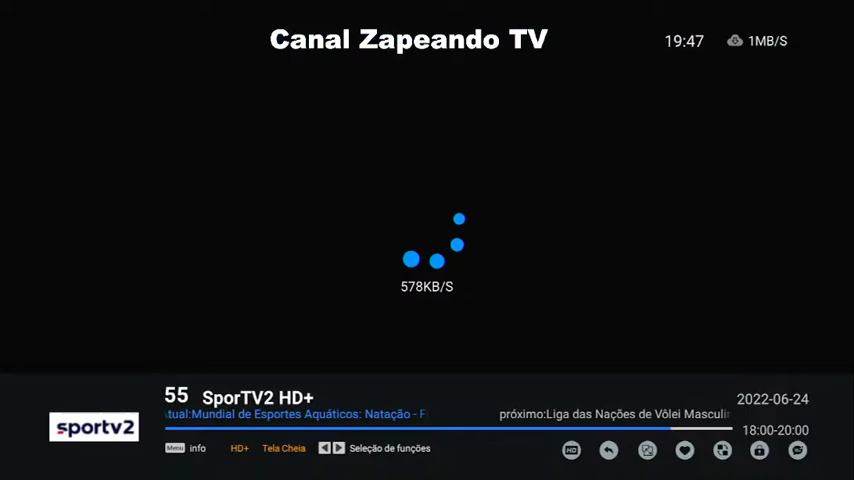 Canal Zapeando TV
19:47
1MB/S
578KB/S
55 SporTV2 HD+
2022-06-24
tual:Mundial de Esportes Aquáticos: Natação - F
próximo:Liga das Nações de Vôlei Masculi
sportv2
18:00-20:00
Menu info HD+ Tela Cheia Seleção de funções
HD